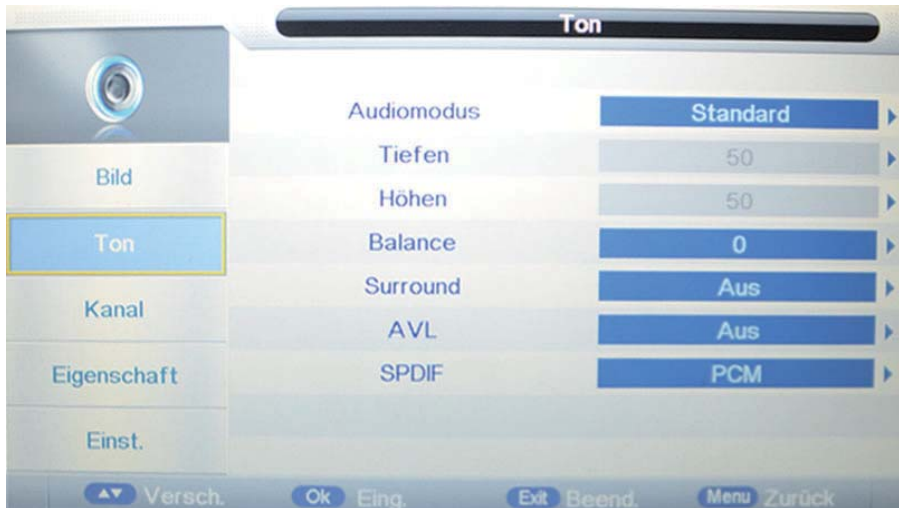 Ton
Audiomodus Standard
Tiefen 50
Höhen 50
Balance 0
Surround Aus
AVL Aus
SPDIF PCM
Bild
Ton
Kanal
Eigenschaft
Einst.
Versch. Ok Eing. Exit Beend. Menu Zurück